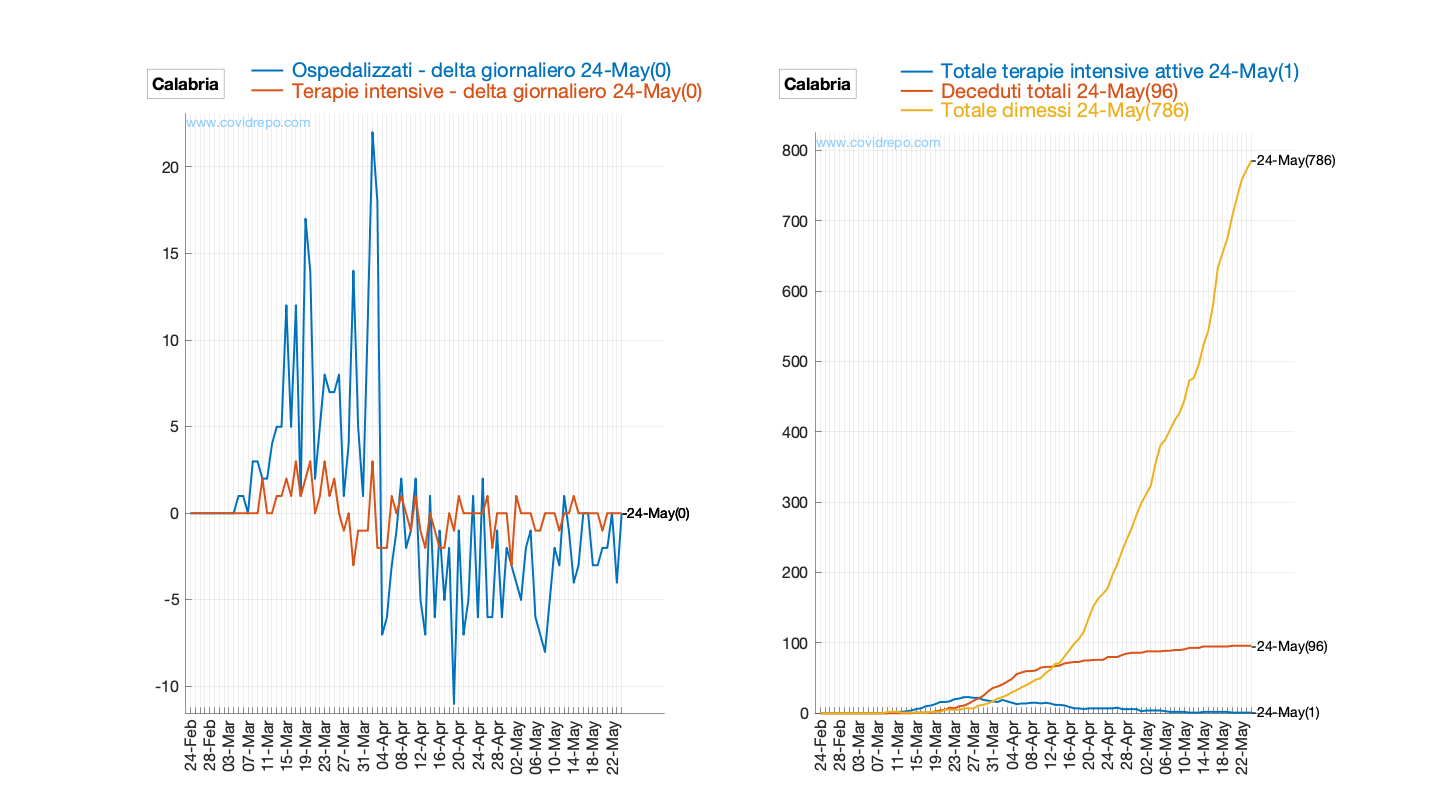 Calabria
Ospedalizzati - delta giornaliero 24-May(0)
Terapie intensive - delta giornaliero 24-May(0)
www.covidrepo.com
20
15
10
5
0
-5
-10
-24-May(0)
24-Feb
28-Feb
03-Mar
07-Mar
11-Mar
15-Mar
19-Mar
23-Mar
27-Mar
31-Mar
04-Apr
08-Apr
12-Apr
16-Apr
20-Apr
24-Apr
28-Apr
02-May
06-May
10-May
14-May
18-May
22-May
Calabria
Totale terapie intensive attive 24-May(1)
Deceduti totali 24-May(96)
Totale dimessi 24-May(786)
www.covidrepo.com
800
700
600
500
400
300
200
100
0
-24-May(786)
-24-May(96)
-24-May(1)
24-Feb
28-Feb
03-Mar
07-Mar
11-Mar
15-Mar
19-Mar
23-Mar
27-Mar
31-Mar
04-Apr
08-Apr
12-Apr
16-Apr
20-Apr
24-Apr
28-Apr
02-May
06-May
10-May
14-May
18-May
22-May